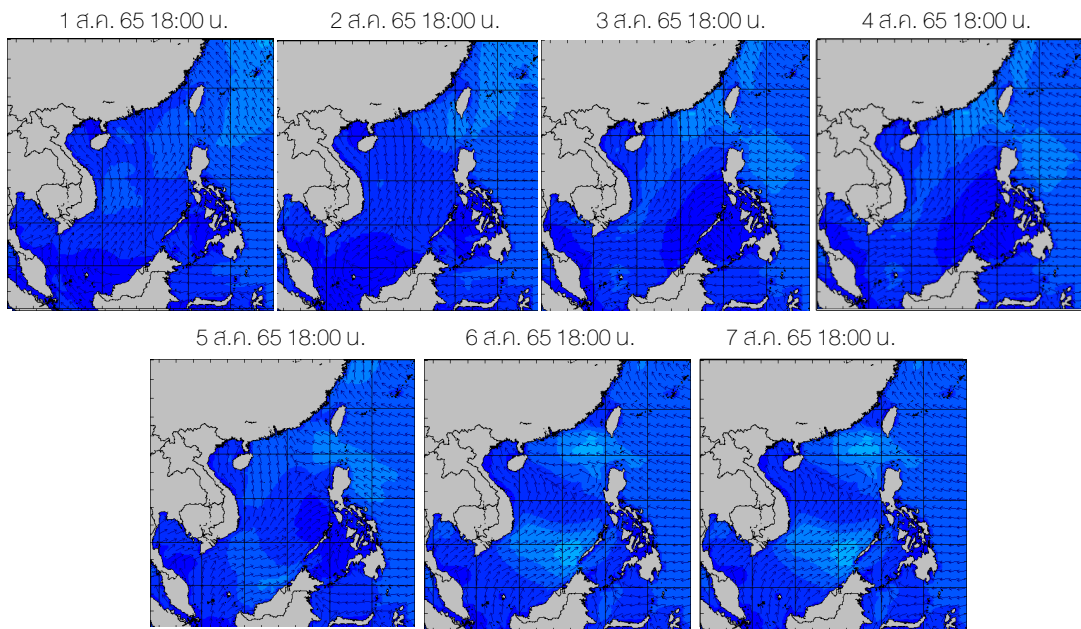 1 ส.ค. 65 18:00 น.
2 ส.ค. 65 18:00 น.
3 ส.ค. 65 18:00 น.
4 ส.ค. 65 18:00 น.
5 ส.ค. 65 18:00 น.
6 ส.ค. 65 18:00 น.
7 ส.ค. 65 18:00 น.